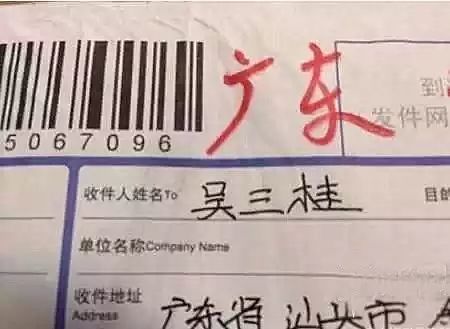 广东
到
5067096
发件网
收件人姓名To 吴三桂
目的
单位名称Company Name
收件地址
Address
广东省 汕头市